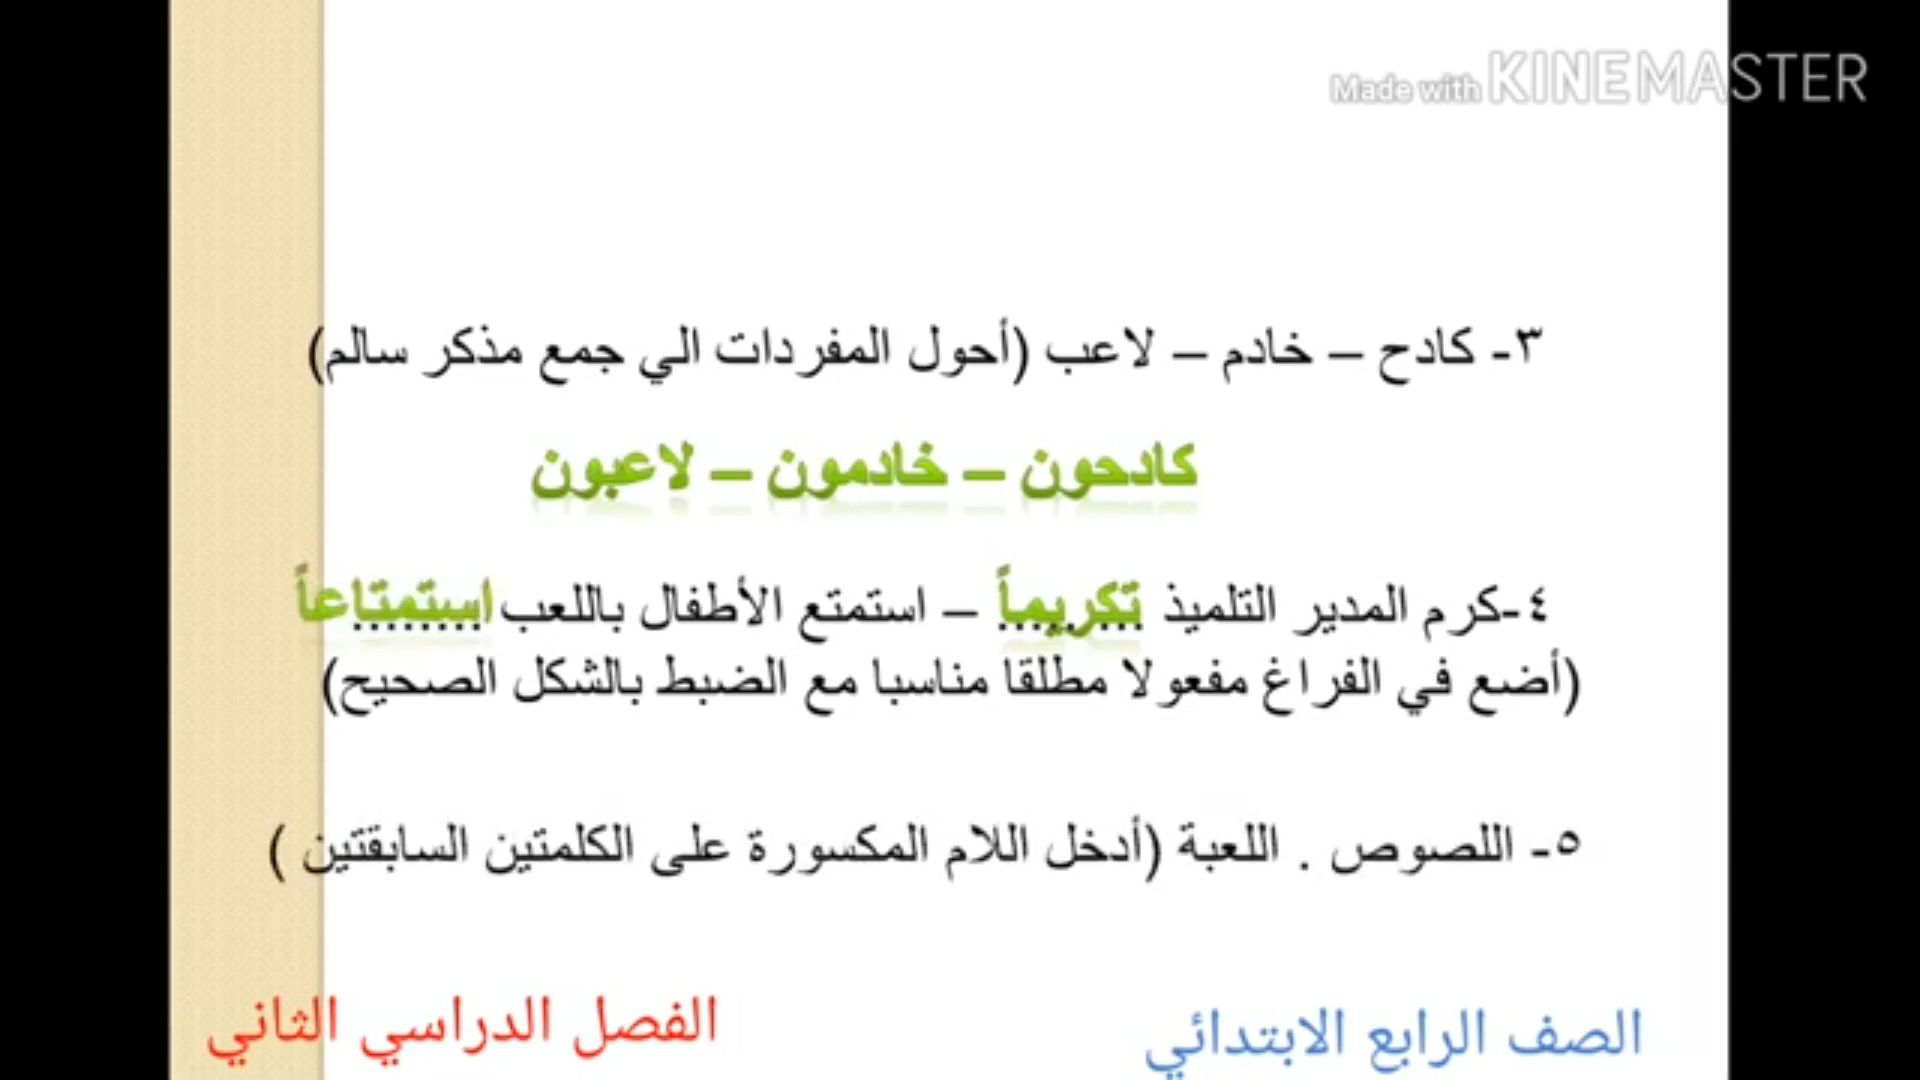 Made with KINEMASTER
٣- كادح – خادم – لاعب (أحول المفردات الي جمع مذكر سالم)
كادحون – خادمون – لاعبون
٤-كرم المدير التلميذ تكريماً – استمتع الأطفال باللعب استمتاعاً
(أضع في الفراغ مفعولا مطلقا مناسبا مع الضبط بالشكل الصحيح)
٥- اللصوص . اللعبة (أدخل اللام المكسورة على الكلمتين السابقتين )
الصف الرابع الابتدائي
الفصل الدراسي الثاني